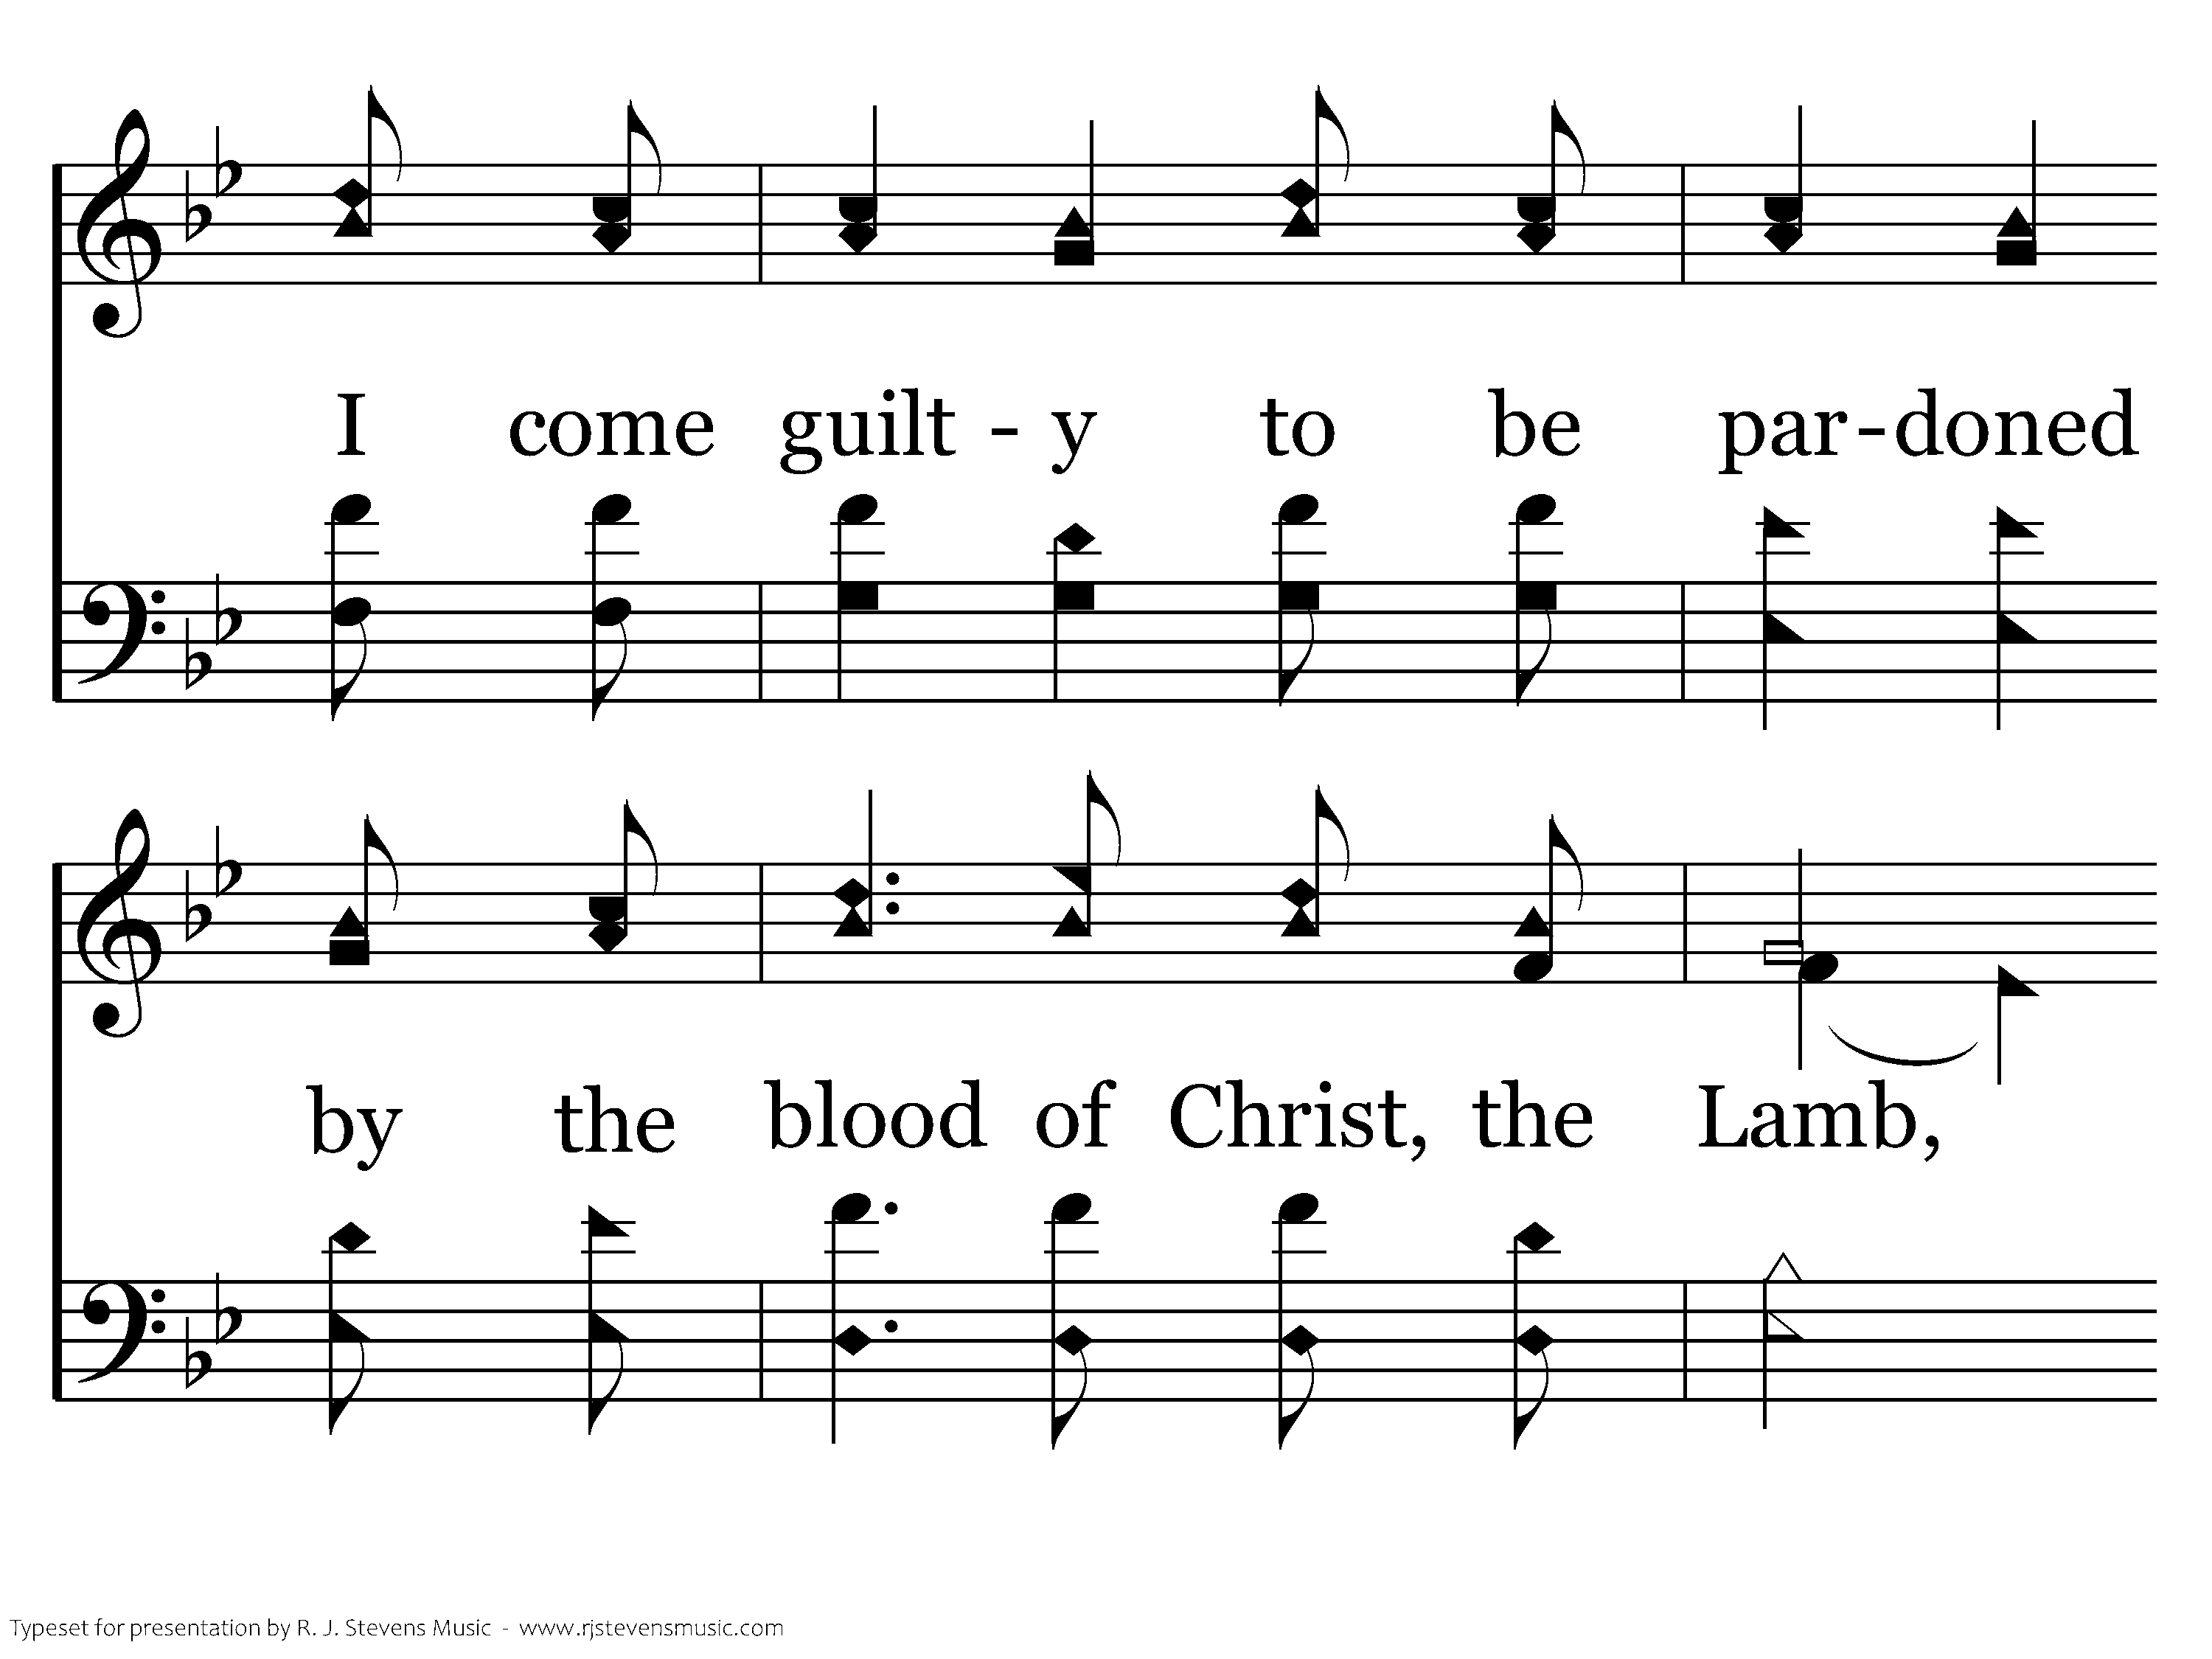 I come guilt - y to be par-doned
by the blood of Christ, the Lamb,
Typeset for presentation by R. J. Stevens Music - www.rjstevensmusic.com